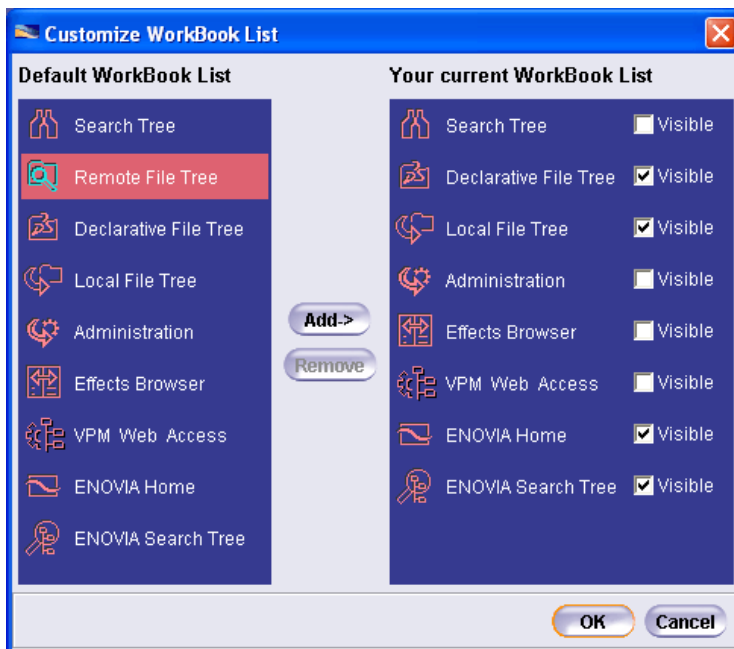 Customize WorkBook List
Default WorkBook List
Search Tree
Remote File Tree
Declarative File Tree
Local File Tree
Administration
Effects Browser
VPM Web Access
ENOVIA Home
ENOVIA Search Tree
Add->
Remove
Your current WorkBook List
Search Tree Visible
Declarative File Tree Visible
Local File Tree Visible
Administration Visible
Effects Browser Visible
VPM Web Access Visible
ENOVIA Home Visible
ENOVIA Search Tree Visible
OK Cancel